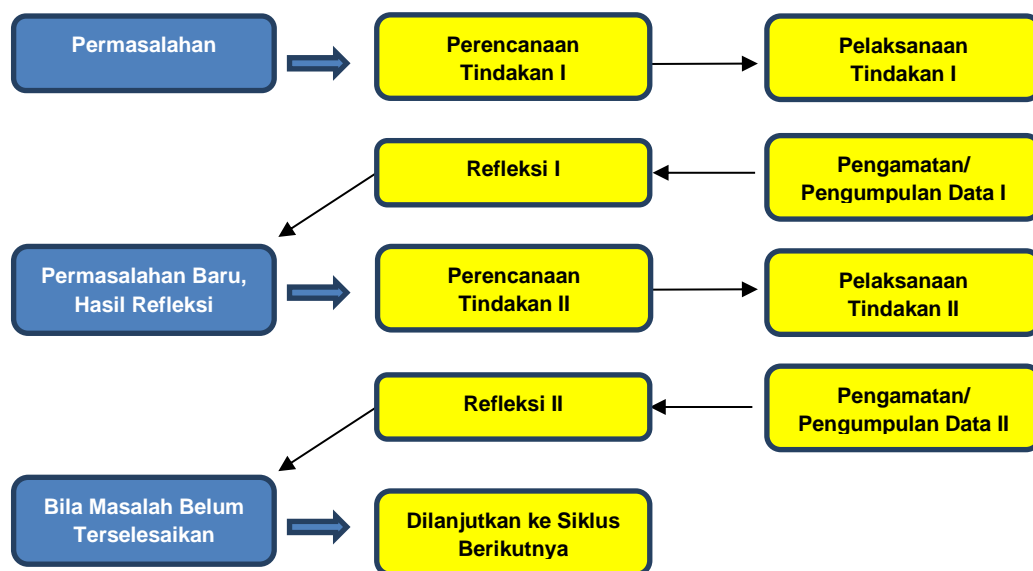 Permasalahan
Perencanaan
Tindakan I
Pelaksanaan
Tindakan I
Refleksi I
Pengamatan/
Pengumpulan Data I
Permasalahan Baru,
Hasil Refleksi
Perencanaan
Tindakan II
Pelaksanaan
Tindakan II
Refleksi II
Pengamatan/
Pengumpulan Data II
Bila Masalah Belum
Terselesaikan
Dilanjutkan ke Siklus
Berikutnya